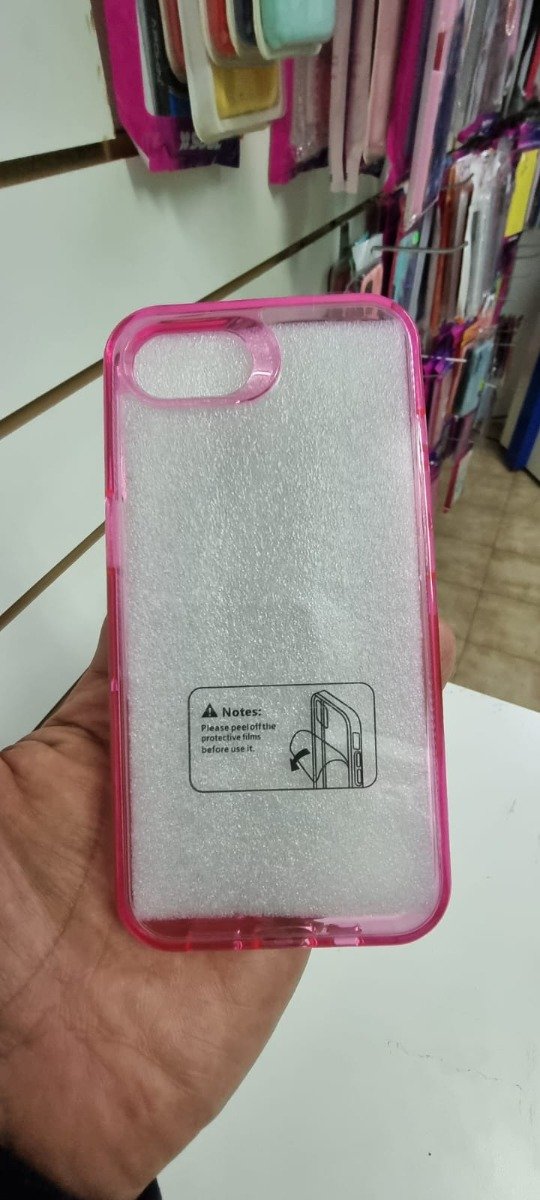 Notes:
Please peel off the
protective films
before use it.